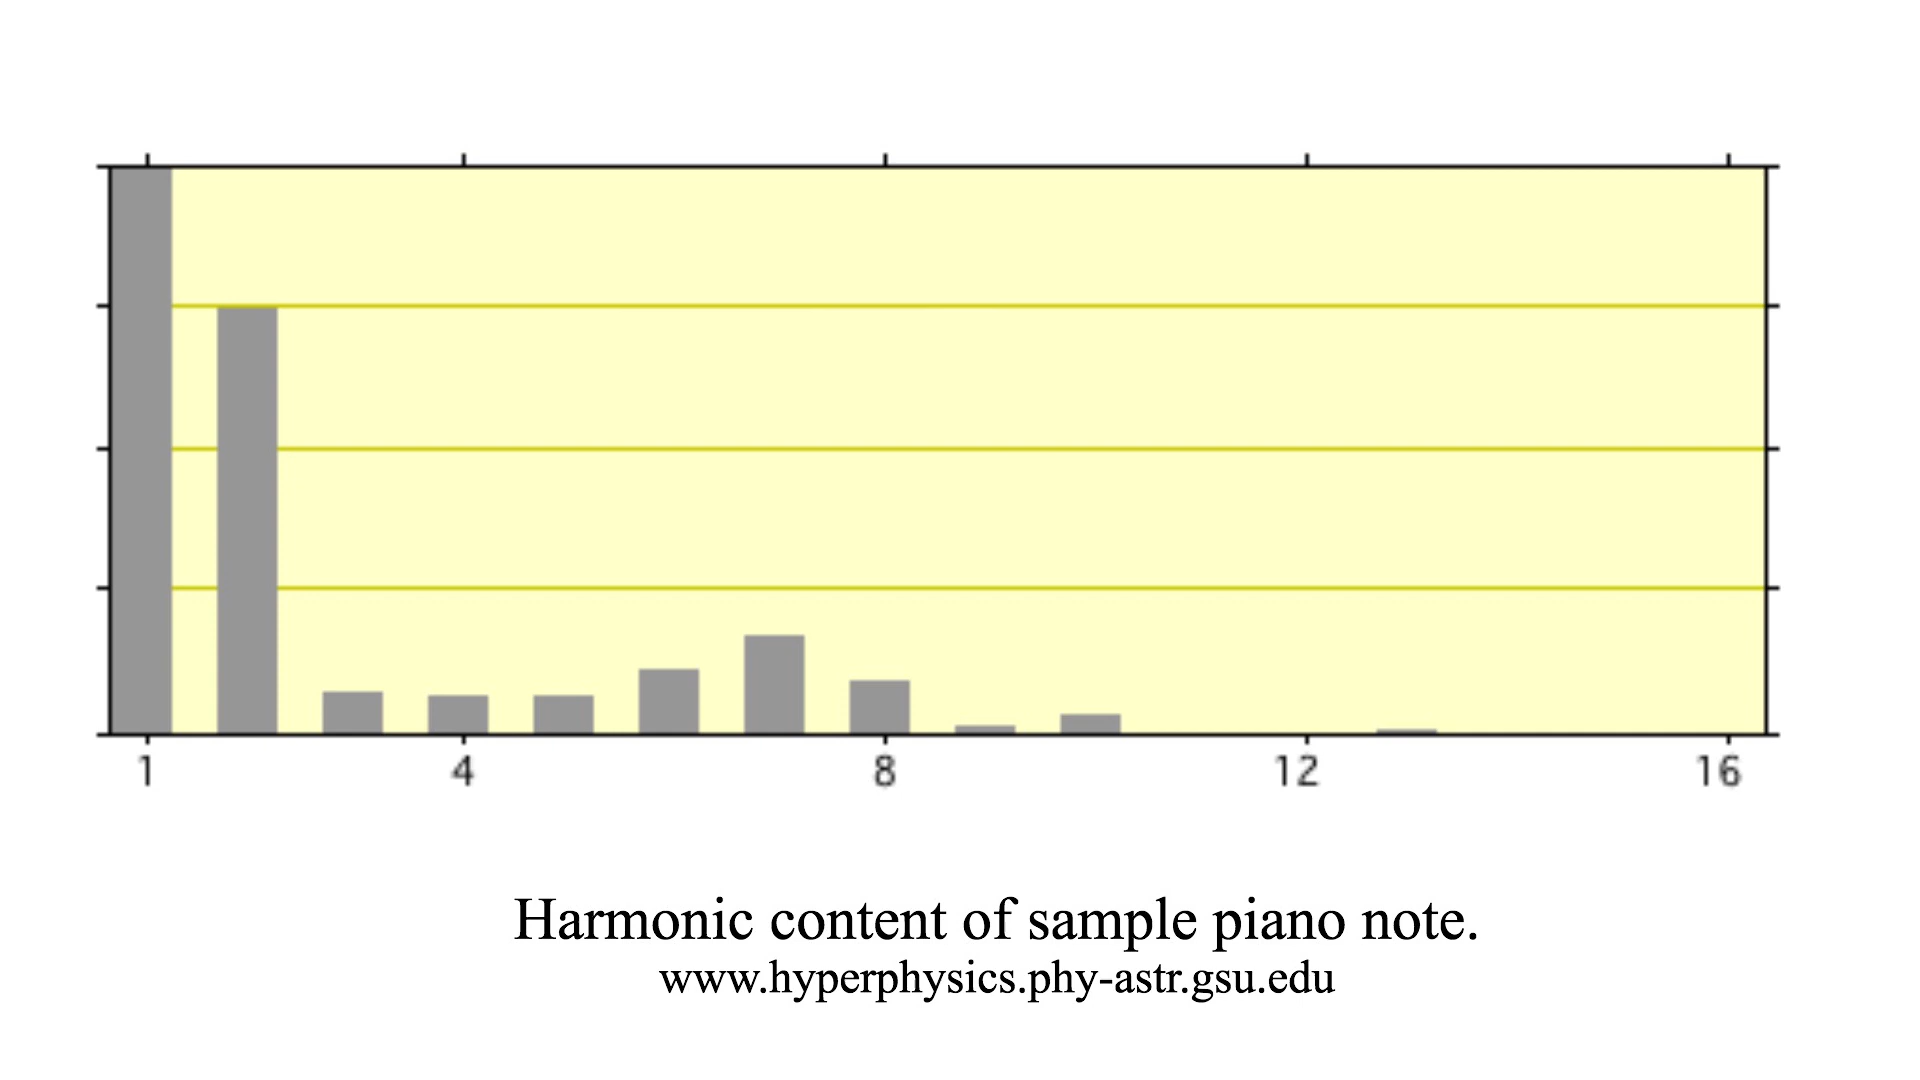 1 4 8 12 16
Harmonic content of sample piano note.
www.hyperphysics.phy-astr.gsu.edu